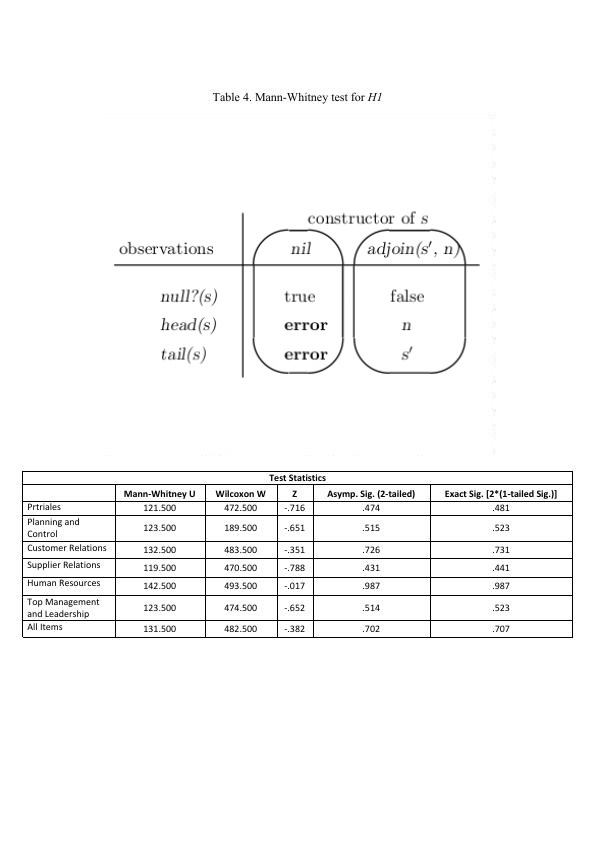 Table 4. Mann-Whitney test for H1
constructor of s
observations nil adjoin(s′, n)
null?(s) true false
head(s) error n
tail(s) error s′
Test Statistics
Mann-Whitney U Wilcoxon W Z Asymp. Sig. (2-tailed) Exact Sig. [2*(1-tailed Sig.)]
Prtriales 121.500 472.500 -.716 .474 .481
Planning and
Control 123.500 189.500 -.651 .515 .523
Customer Relations 132.500 483.500 -.351 .726 .731
Supplier Relations 119.500 470.500 -.788 .431 .441
Human Resources 142.500 493.500 -.017 .987 .987
Top Management
and Leadership 123.500 474.500 -.652 .514 .523
All Items 131.500 482.500 -.382 .702 .707